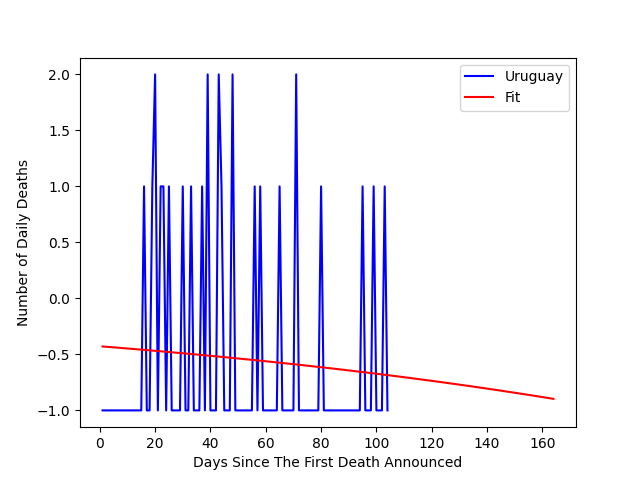 Uruguay
Fit
2.0
1.5
1.0
0.5
0.0
−0.5
−1.0
Number of Daily Deaths
0 20 40 60 80 100 120 140 160
Days Since The First Death Announced